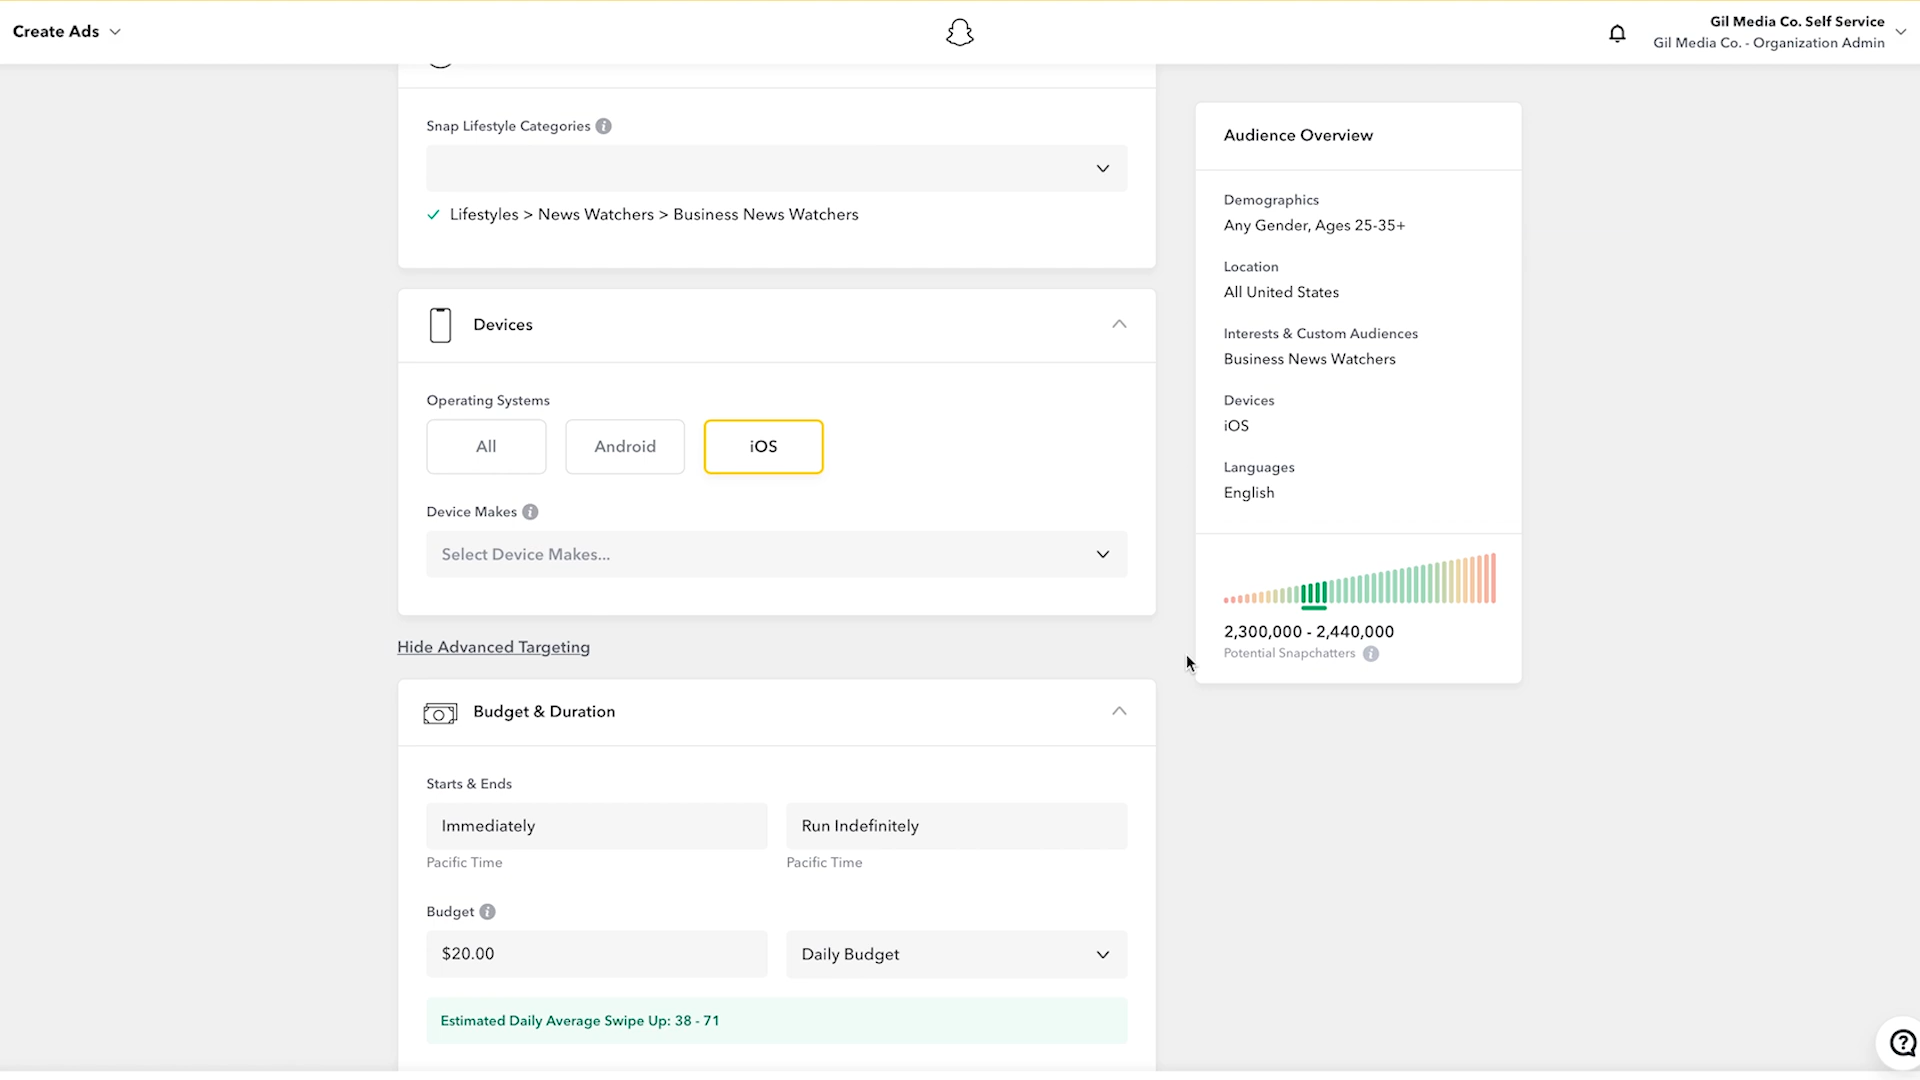 Create Ads
Gil Media Co. Self Service
Gil Media Co. - Organization Admin
Snap Lifestyle Categories
Lifestyles > News Watchers > Business News Watchers
Devices
Operating Systems
All
Android
iOS
Device Makes
Select Device Makes...
Hide Advanced Targeting
Budget & Duration
Starts & Ends
Immediately
Run Indefinitely
Pacific Time
Pacific Time
Budget
$20.00
Daily Budget
Estimated Daily Average Swipe Up: 38 - 71
Audience Overview
Demographics
Any Gender, Ages 25-35+
Location
All United States
Interests & Custom Audiences
Business News Watchers
Devices
iOS
Languages
English
2,300,000 - 2,440,000
Potential Snapchatters